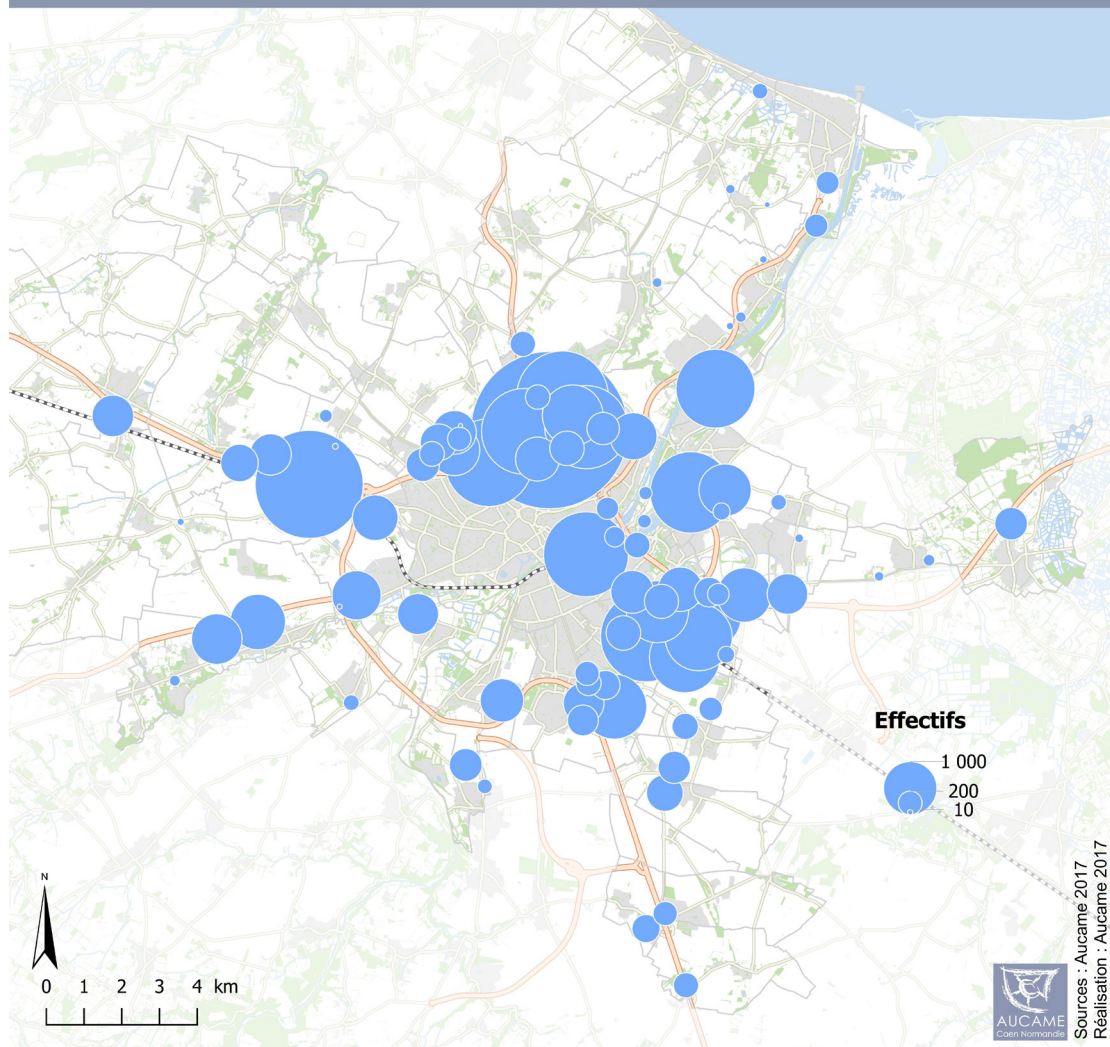 Effectifs
1 000
200
10
N
0 1 2 3 4 km
AUCAME
Caen Normandie
Sources : Aucame 2017
Réalisation : Aucame 2017